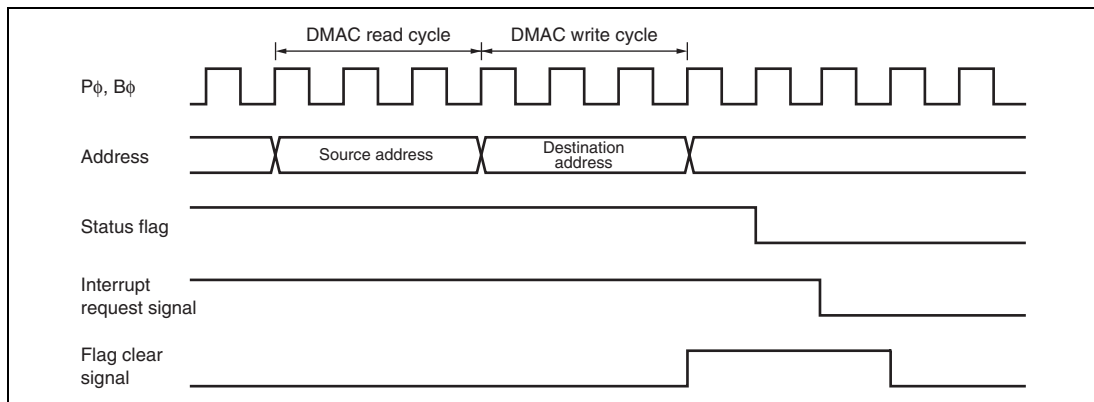 DMAC read cycle DMAC write cycle
Pϕ, Bϕ
Address
Source address
Destination
address
Status flag
Interrupt
request signal
Flag clear
signal